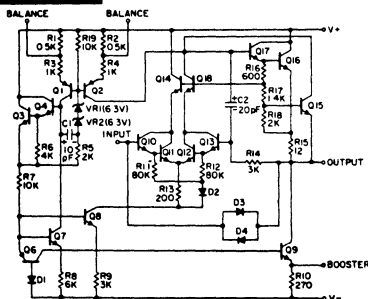 BALANCE BALANCE
V+
R1 0.5K R19 10K R2 0.5K
R3 1K R4 1K
Q17 Q16
R16 600
Q1 Q2 Q14 Q18
Q3 Q4
VR1(6.3V)
VR2(6.3V)
C2 20pF
R17 1.4K Q15
R18 2K
C1 10 pF
INPUT
Q10 Q11 Q12 Q13
R6 4K R5 2K
R15 12
R14 3K OUTPUT
R11 80K R12 80K
R7 10K
R13 200 D2
D3
D4
Q8
Q6 Q7 Q9
BOOSTER
D1 R8 6K R9 3K R10 270
V-